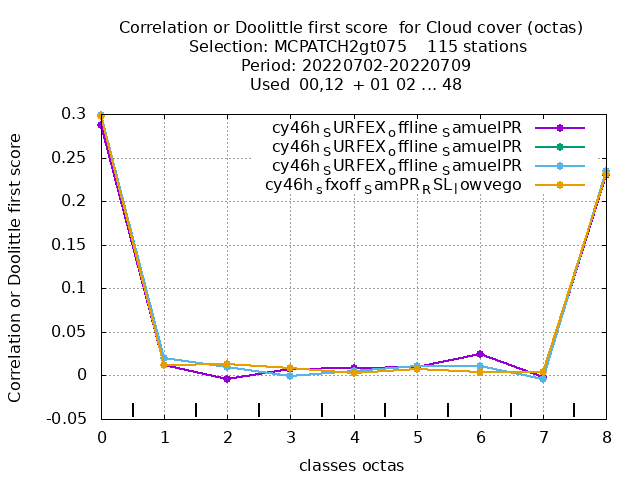 Correlation or Doolittle first score  for Cloud cover (octas)
Selection: MCPATCH2gt075    115 stations
Period: 20220702-20220709
Used  00,12  + 01 02 ... 48
cy46h_SURFEX_offline_SamuelPR
cy46h_SURFEX_offline_SamuelPR
cy46h_SURFEX_offline_SamuelPR
cy46h_sfxoff_SamPR_RSL_lowvego
Correlation or Doolittle first score
0.3
0.25
0.2
0.15
0.1
0.05
0
-0.05
0 1 2 3 4 5 6 7 8
classes octas